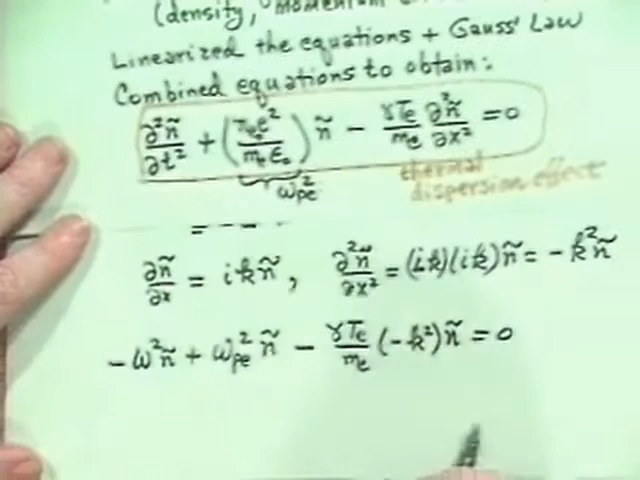 (density, momentum
Linearized the equations + Gauss' Law
Combined equations to obtain:
∂²ñ/∂t² + (n₀e²/mₑε₀) ñ − γTₑ/mₑ ∂²ñ/∂x² = 0
ωpe²
thermal
dispersion effect
= - - -
∂ñ/∂x = ikñ, ∂²ñ/∂x² = (ik)(ik)ñ = −k²ñ
−ω²ñ + ωpe² ñ − γTₑ/mₑ (−k²)ñ = 0